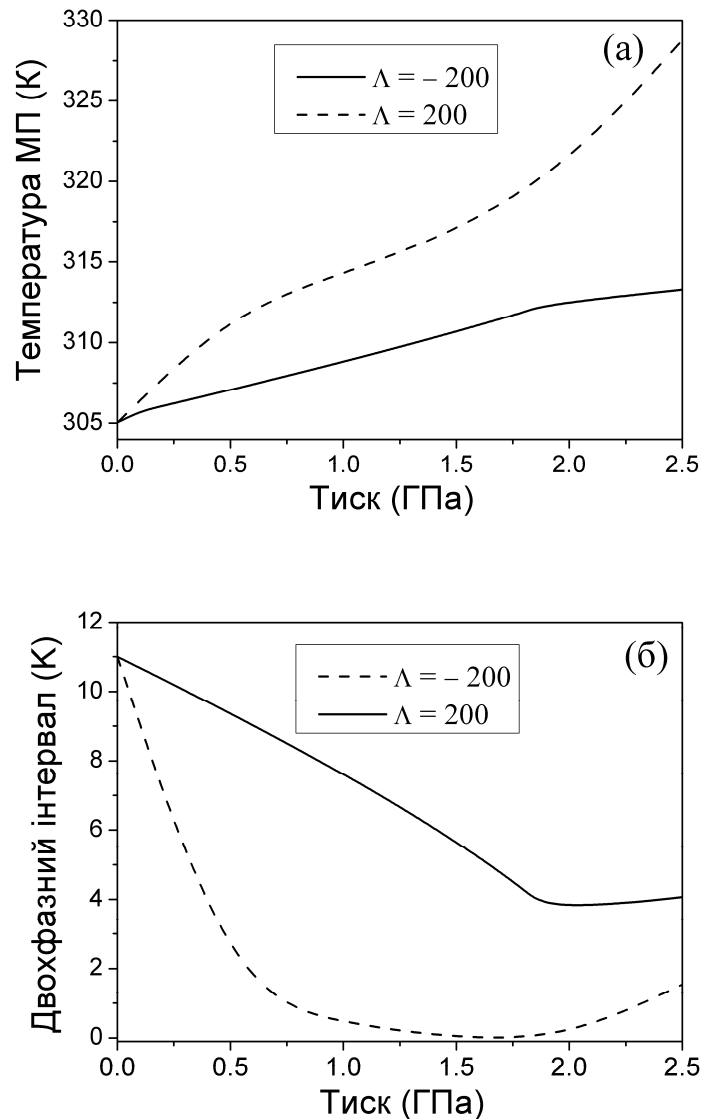 (а)
Λ = – 200
Λ = 200
Температура МП (К)
330
325
320
315
310
305
0.0 0.5 1.0 1.5 2.0 2.5
Тиск (ГПа)
(б)
Λ = – 200
Λ = 200
Двохфазний інтервал (К)
12
10
8
6
4
2
0
0.0 0.5 1.0 1.5 2.0 2.5
Тиск (ГПа)